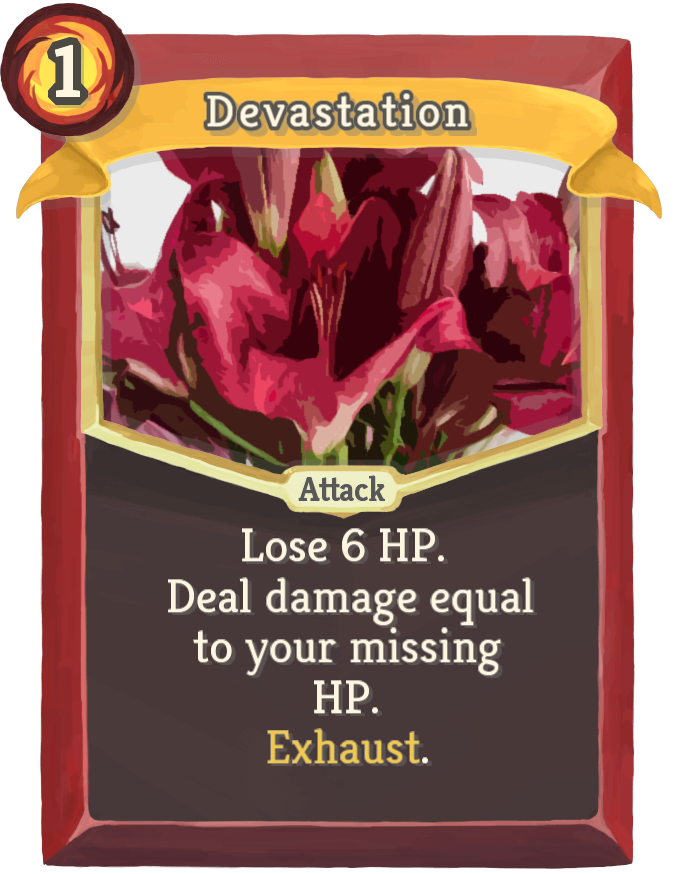 1
Devastation
Attack
Lose 6 HP.
Deal damage equal
to your missing
HP.
Exhaust.